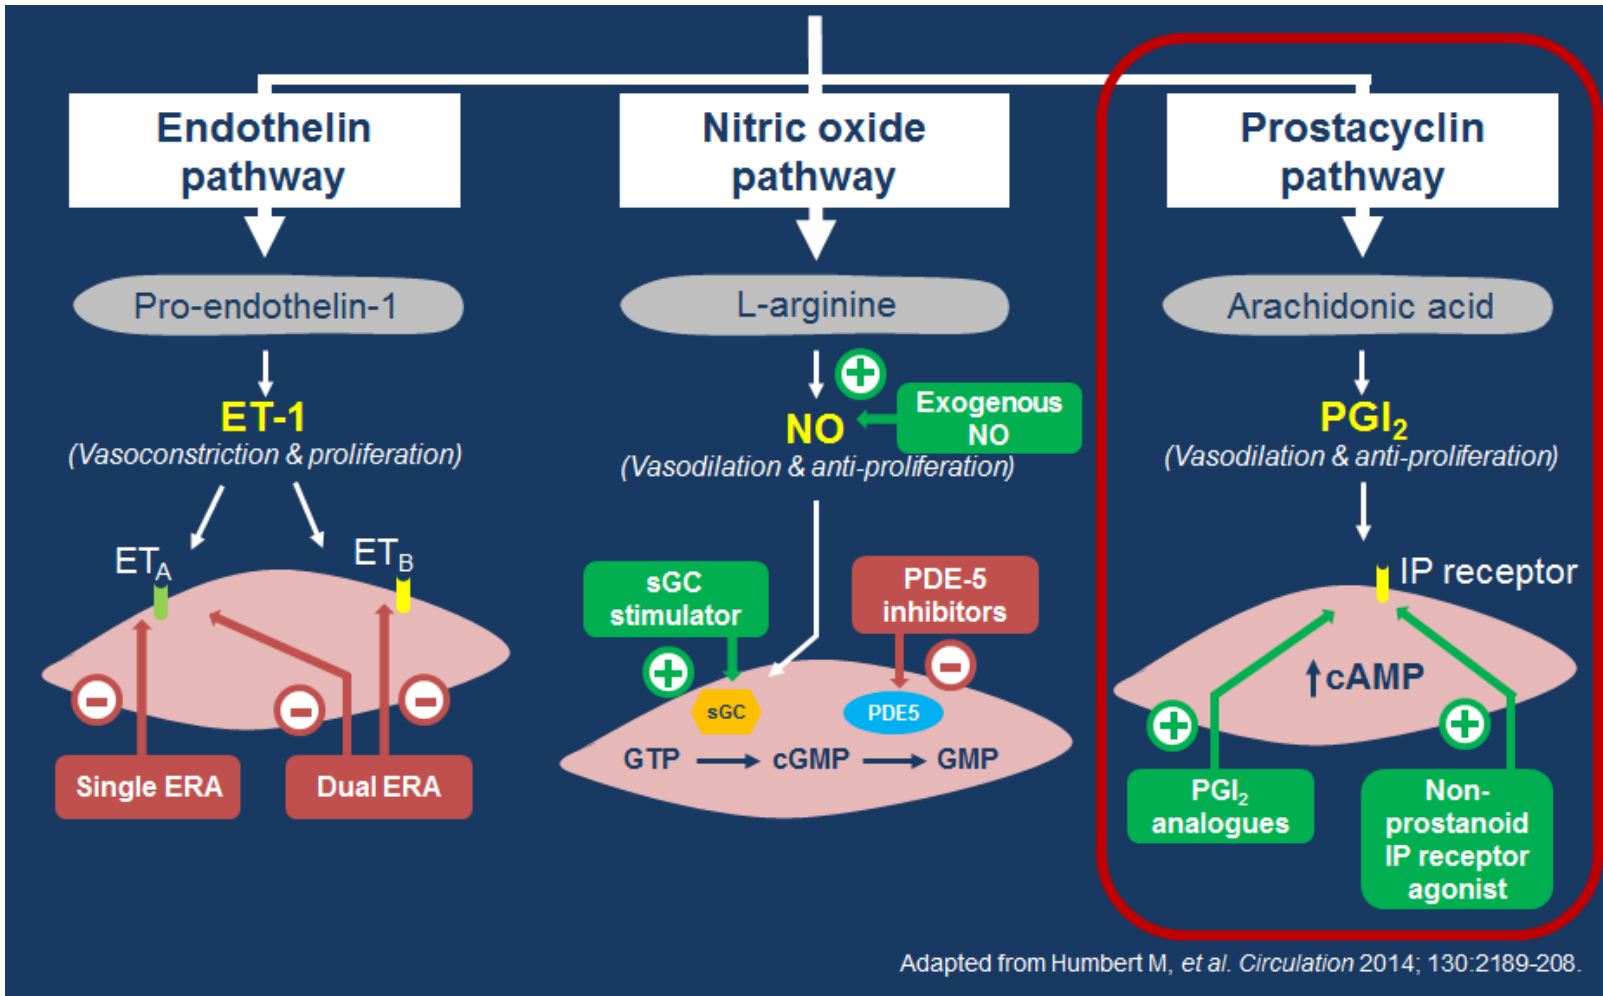 Endothelin
pathway
Nitric oxide
pathway
Prostacyclin
pathway
Pro-endothelin-1
L-arginine
Arachidonic acid
ET-1
(Vasoconstriction & proliferation)
+
Exogenous
NO
NO
(Vasodilation & anti-proliferation)
PGI₂
(Vasodilation & anti-proliferation)
ET_A
ET_B
sGC
stimulator
PDE-5
inhibitors
IP receptor
+
−
sGC
PDE5
GTP → cGMP → GMP
↑cAMP
−
−
−
+
+
Single ERA
Dual ERA
PGI₂
analogues
Non-
prostanoid
IP receptor
agonist
Adapted from Humbert M, et al. Circulation 2014; 130:2189-208.